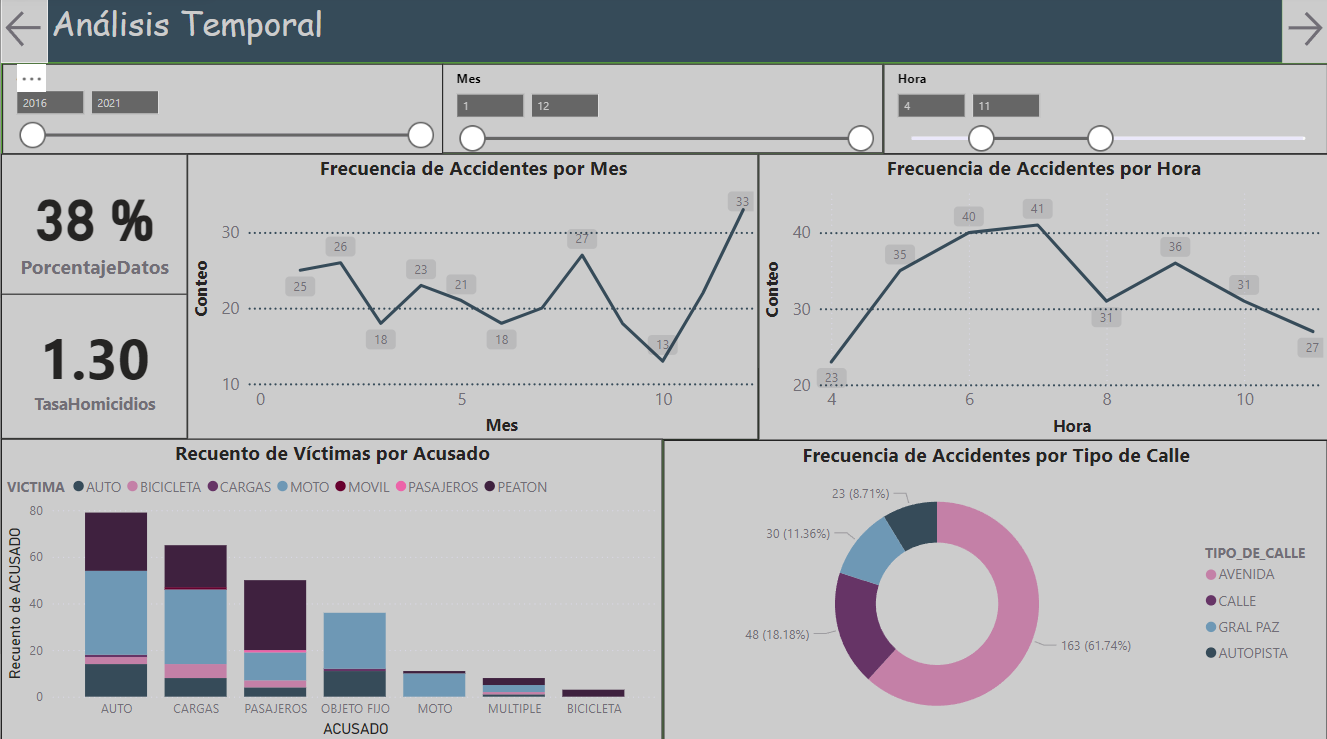 Análisis Temporal
...
2016 2021
Mes
1 12
Hora
4 11
38 %
PorcentajeDatos
1.30
TasaHomicidios
Frecuencia de Accidentes por Mes
Conteo
30
20
10
0 5 10
25 26 18 23 21 18 27 13 33
Mes
Frecuencia de Accidentes por Hora
Conteo
40
30
20
4 6 8 10
23 35 40 41 31 36 31 27
Hora
Recuento de Víctimas por Acusado
VICTIMA AUTO BICICLETA CARGAS MOTO MOVIL PASAJEROS PEATON
Recuento de ACUSADO
80
60
40
20
0
AUTO CARGAS PASAJEROS OBJETO FIJO MOTO MULTIPLE BICICLETA
ACUSADO
Frecuencia de Accidentes por Tipo de Calle
23 (8.71%)
30 (11.36%)
48 (18.18%)
163 (61.74%)
TIPO_DE_CALLE
AVENIDA
CALLE
GRAL PAZ
AUTOPISTA